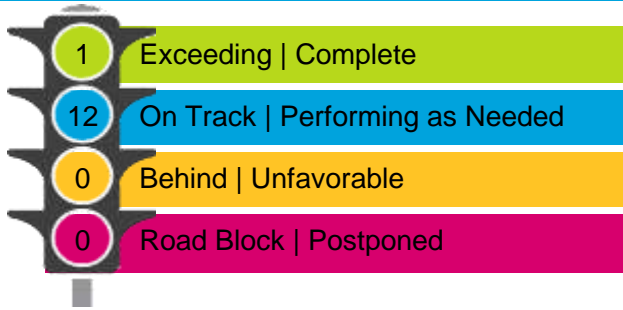 1 Exceeding | Complete
12 On Track | Performing as Needed
0 Behind | Unfavorable
0 Road Block | Postponed